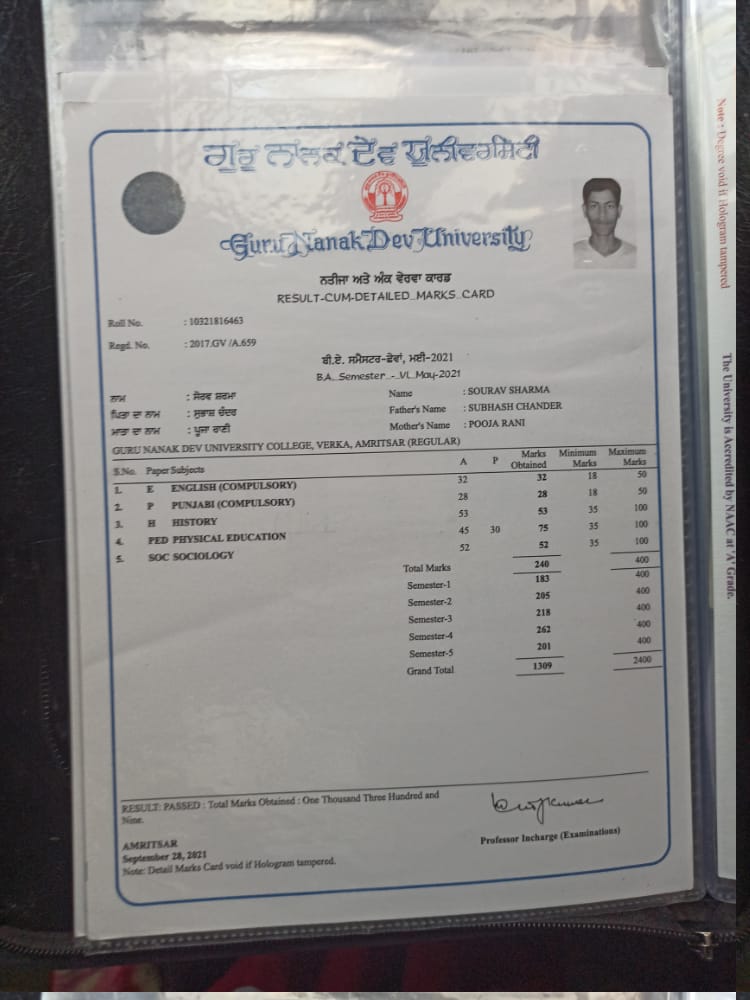 ਗੁਰੂ ਨਾਨਕ ਦੇਵ ਯੂਨੀਵਰਸਿਟੀ
Guru Nanak Dev University
ਨਤੀਜਾ ਅਤੇ ਅੰਕ ਵੇਰਵਾ ਕਾਰਡ
RESULT-CUM-DETAILED MARKS CARD
Roll No. : 10321816463
Regd. No. : 2017.GV /A.659
ਬੀ.ਏ. ਸਮੈਸਟਰ-ਛੇਵਾਂ, ਮਈ-2021
B.A. Semester - VI, May-2021
ਨਾਮ : ਸੌਰਵ ਸ਼ਰਮਾ Name : SOURAV SHARMA
ਪਿਤਾ ਦਾ ਨਾਮ : ਸੁਭਾਸ਼ ਚੰਦਰ Father's Name : SUBHASH CHANDER
ਮਾਤਾ ਦਾ ਨਾਮ : ਪੂਜਾ ਰਾਣੀ Mother's Name : POOJA RANI
GURU NANAK DEV UNIVERSITY COLLEGE, VERKA, AMRITSAR (REGULAR)
S.No. Paper Subjects A P Marks Obtained Minimum Marks Maximum Marks
1. E ENGLISH (COMPULSORY) 32 32 18 50
2. P PUNJABI (COMPULSORY) 28 28 18 50
3. H HISTORY 53 53 35 100
4. PED PHYSICAL EDUCATION 45 30 75 35 100
5. SOC SOCIOLOGY 52 52 35 100
Total Marks 240 400
Semester-1 183 400
Semester-2 205 400
Semester-3 218 400
Semester-4 262 400
Semester-5 201 400
Grand Total 1309 2400
RESULT: PASSED : Total Marks Obtained : One Thousand Three Hundred and
Nine.
Professor Incharge (Examinations)
AMRITSAR
September 28, 2021
Note: Detail Marks Card void if Hologram tampered.
Note : Degree void if Hologram tampered
The University is Accredited by NAAC at 'A' Grade.